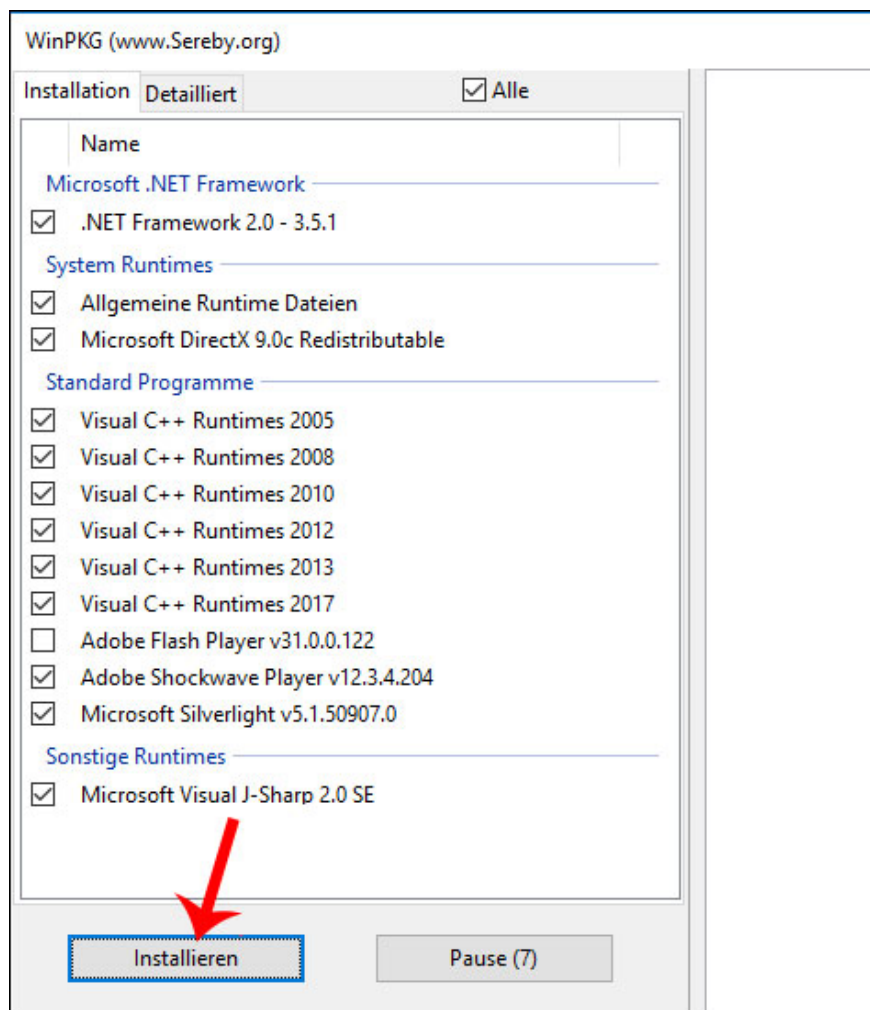 WinPKG (www.Sereby.org)
Installation Detailliert Alle
Name
Microsoft .NET Framework
.NET Framework 2.0 - 3.5.1
System Runtimes
Allgemeine Runtime Dateien
Microsoft DirectX 9.0c Redistributable
Standard Programme
Visual C++ Runtimes 2005
Visual C++ Runtimes 2008
Visual C++ Runtimes 2010
Visual C++ Runtimes 2012
Visual C++ Runtimes 2013
Visual C++ Runtimes 2017
Adobe Flash Player v31.0.0.122
Adobe Shockwave Player v12.3.4.204
Microsoft Silverlight v5.1.50907.0
Sonstige Runtimes
Microsoft Visual J-Sharp 2.0 SE
Installieren Pause (7)